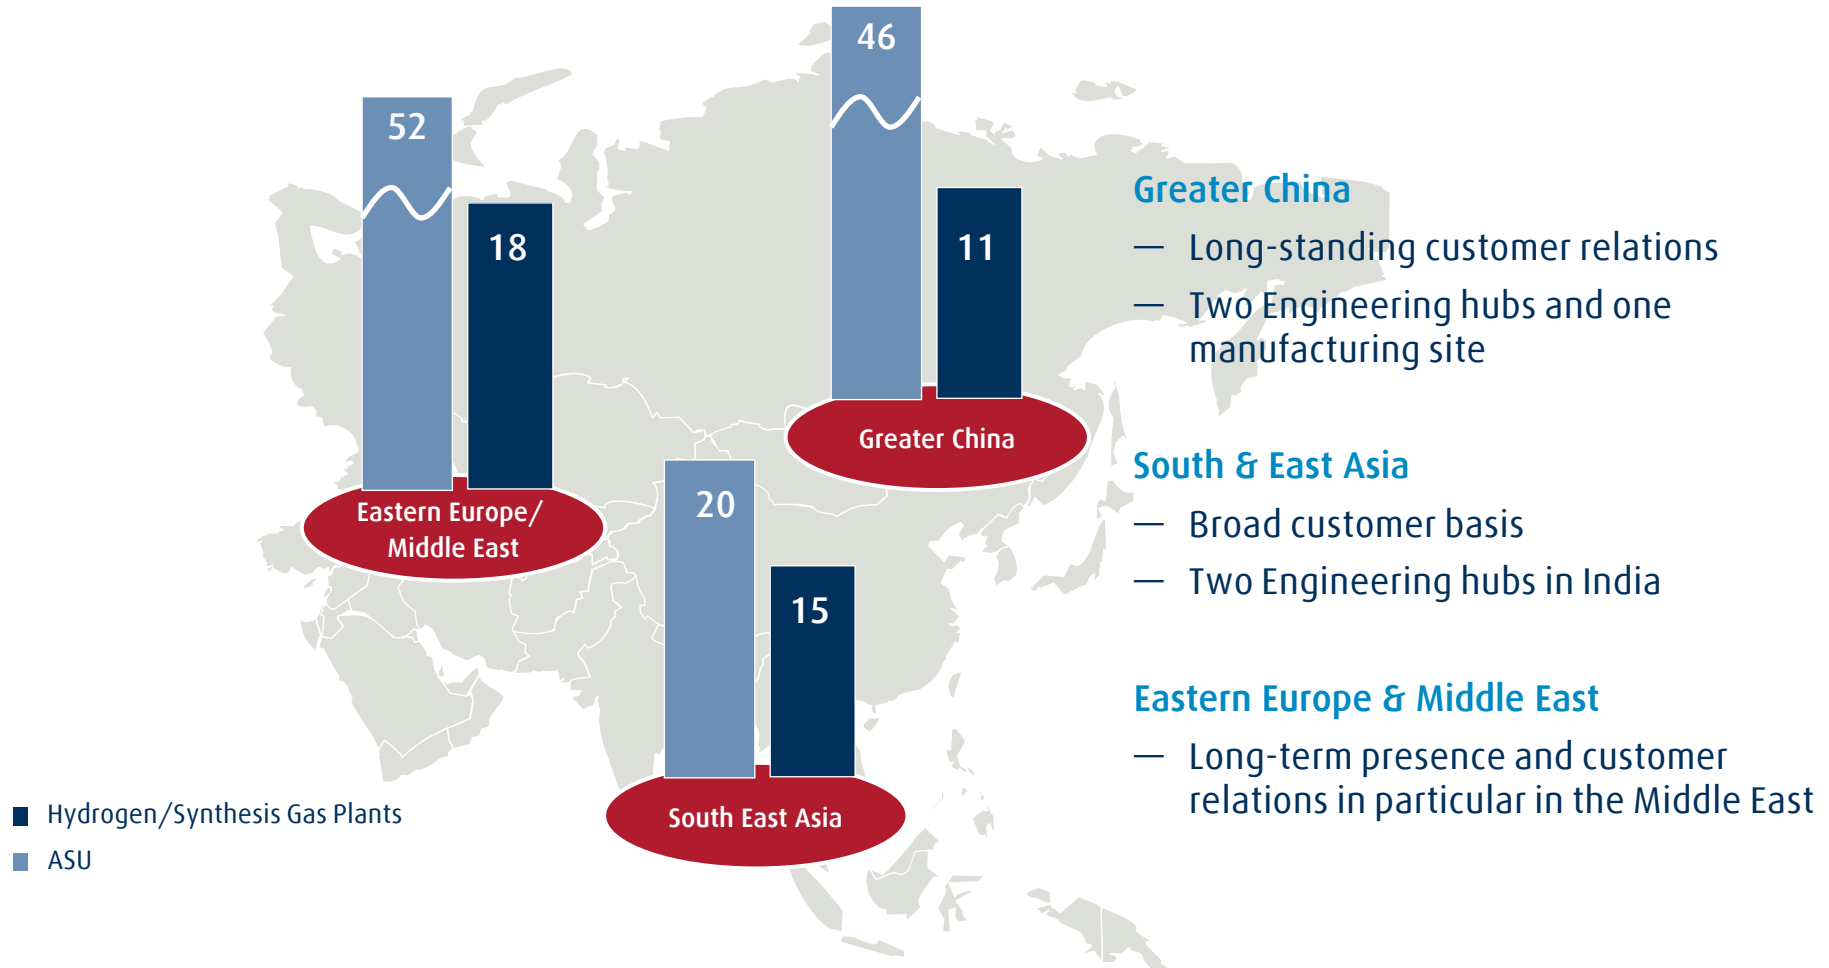 46
52
18
11
Greater China
20
Eastern Europe/
Middle East
15
South East Asia
Hydrogen/Synthesis Gas Plants
ASU
Greater China
— Long-standing customer relations
— Two Engineering hubs and one
manufacturing site
South & East Asia
— Broad customer basis
— Two Engineering hubs in India
Eastern Europe & Middle East
— Long-term presence and customer
relations in particular in the Middle East